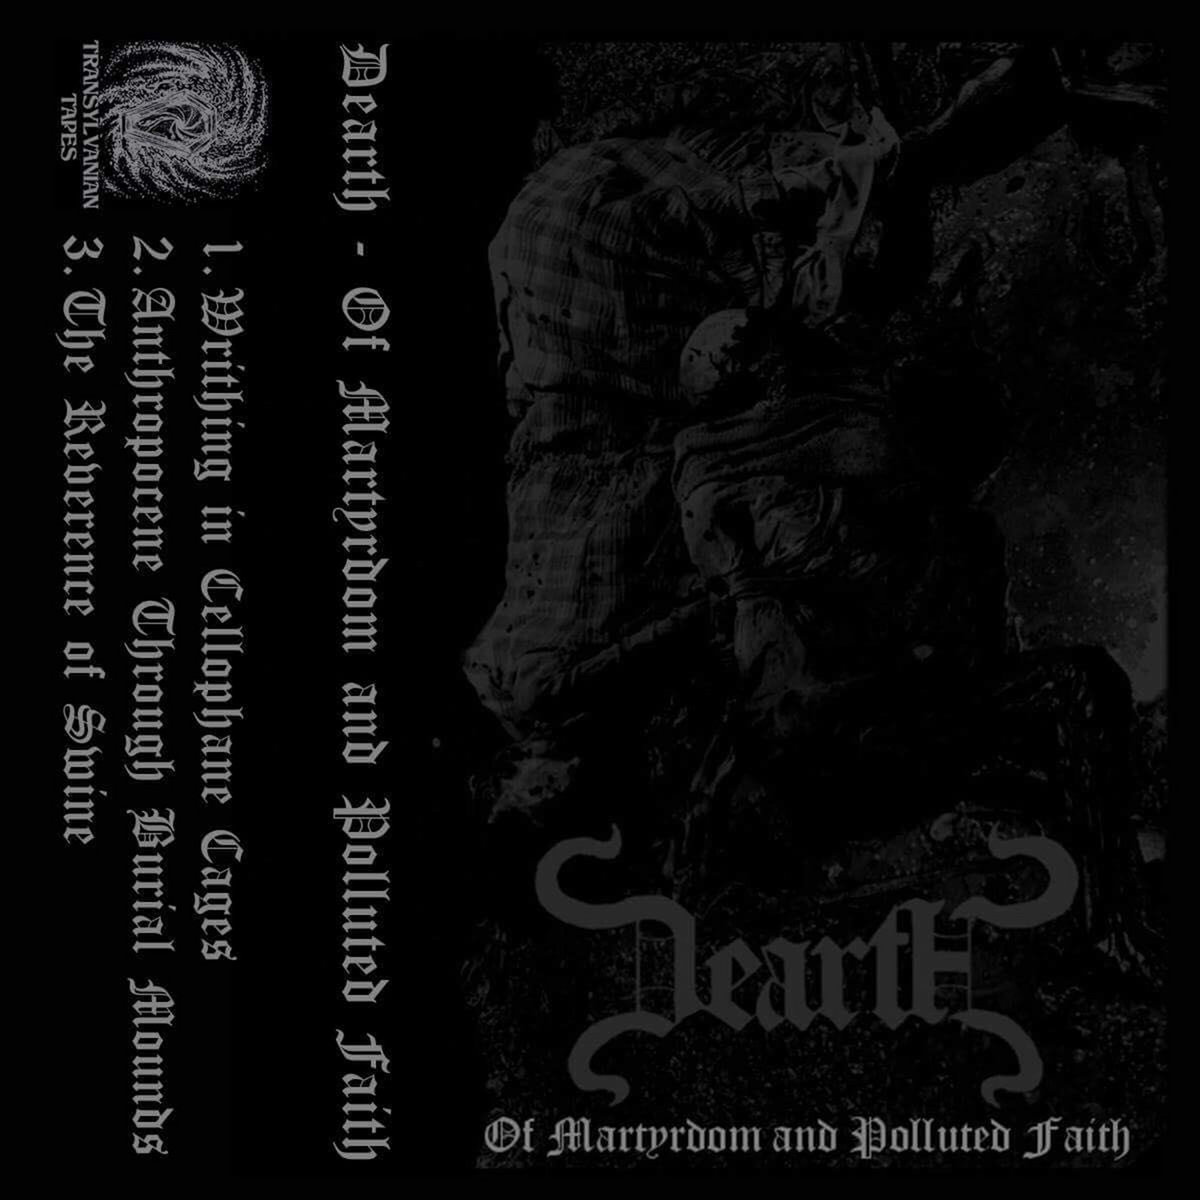 TRANSYLVANIAN
TAPES
1. Writhing in Cellophane Cages
2. Anthropocene Through Burial Mounds
3. The Reverence of Swine
Dearth - Of Martyrdom and Polluted Faith
Dearth
Of Martyrdom and Polluted Faith